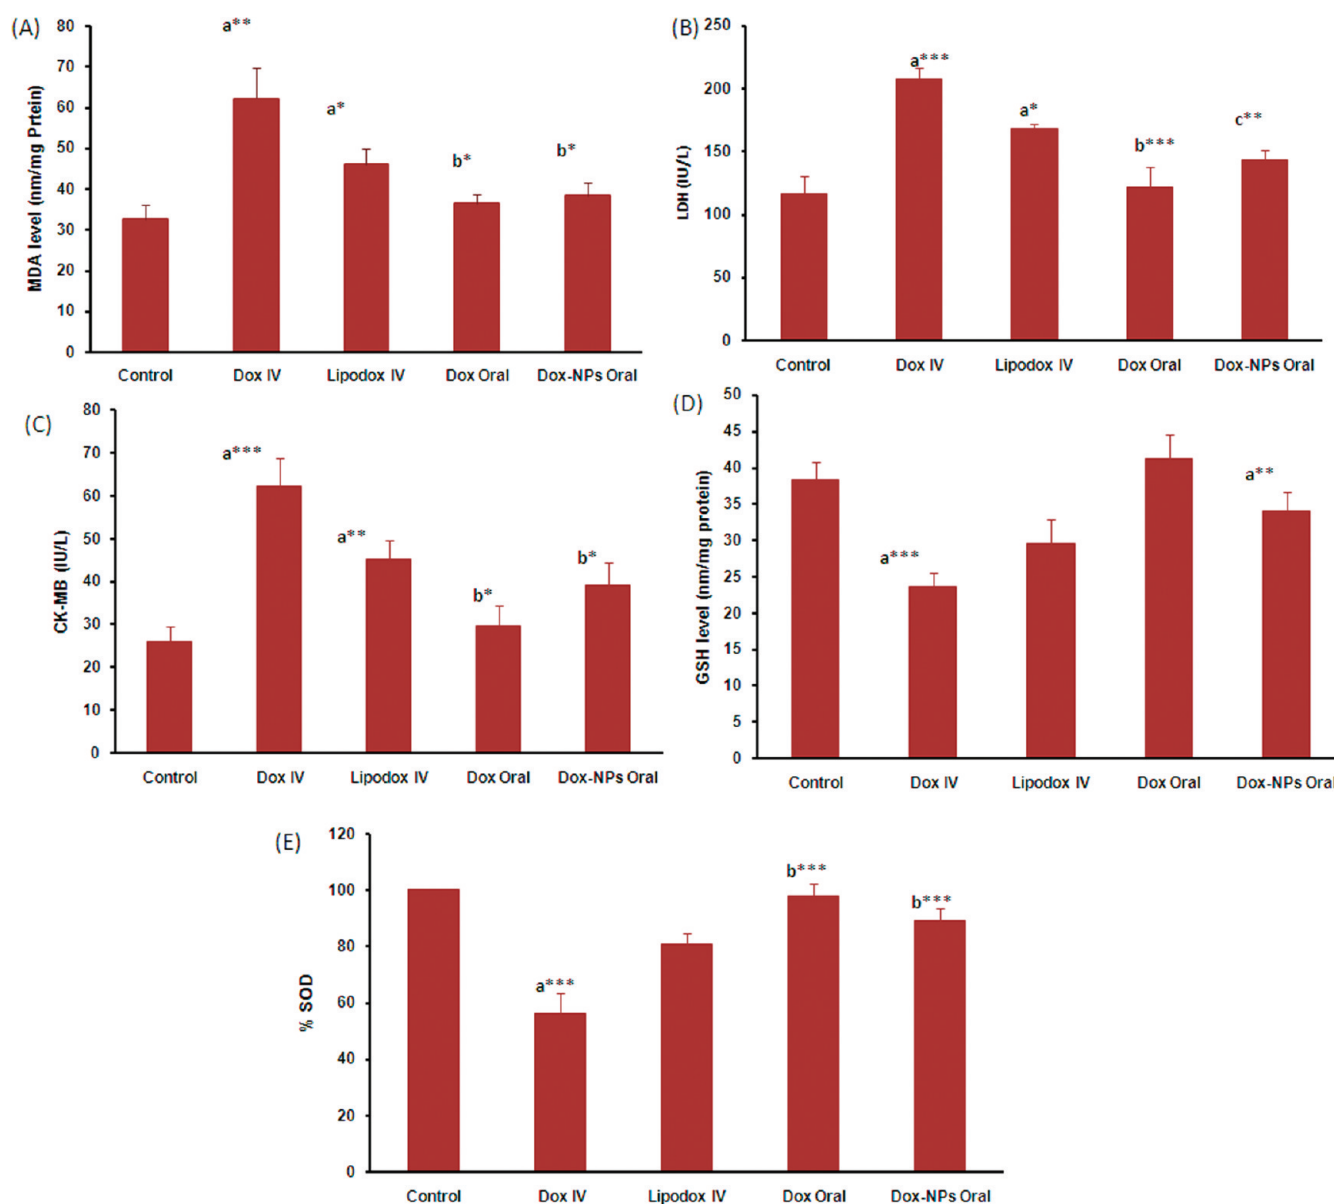 (A)
MDA level (nm/mg Prtein)
80
70
60
50
40
30
20
10
0
a**
a*
b*
b*
Control Dox IV Lipodox IV Dox Oral Dox-NPs Oral
(B)
LDH (IU/L)
250
200
150
100
50
0
a***
a*
b***
c**
Control Dox IV Lipodox IV Dox Oral Dox-NPs Oral
(C)
CK-MB (IU/L)
80
70
60
50
40
30
20
10
0
a***
a**
b*
b*
Control Dox IV Lipodox IV Dox Oral Dox-NPs Oral
(D)
GSH level (nm/mg protein)
50
45
40
35
30
25
20
15
10
5
0
a***
a**
Control Dox IV Lipodox IV Dox Oral Dox-NPs Oral
(E)
% SOD
120
100
80
60
40
20
0
a***
b***
b***
Control Dox IV Lipodox IV Dox Oral Dox-NPs Oral